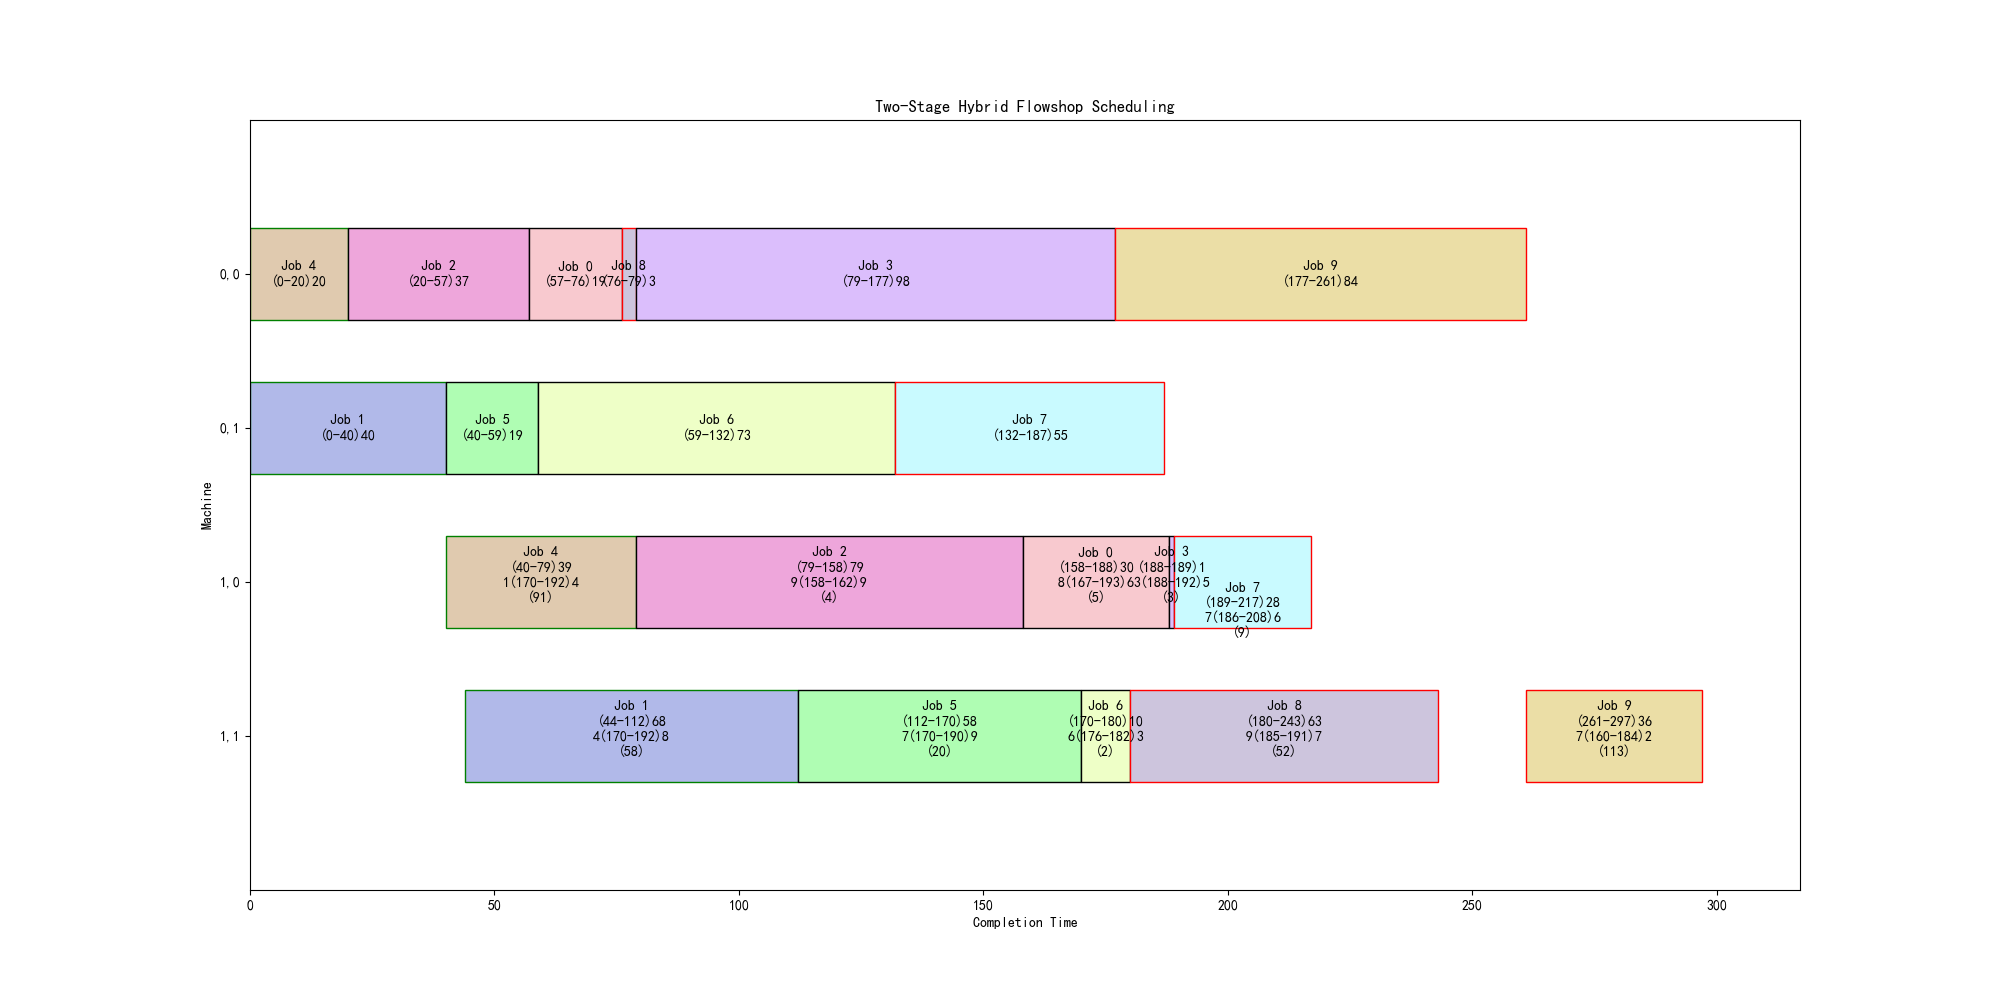 Two-Stage Hybrid Flowshop Scheduling
0,0
Job 4
(0-20)20
Job 2
(20-57)37
Job 0
(57-76)19
Job 8
(76-79)3
Job 3
(79-177)98
Job 9
(177-261)84
0,1
Job 1
(0-40)40
Job 5
(40-59)19
Job 6
(59-132)73
Job 7
(132-187)55
Machine
1,0
Job 4
(40-79)39
1(170-192)4
(91)
Job 2
(79-158)79
9(158-162)9
(4)
Job 0
(158-188)30
8(167-193)63
(5)
Job 3
(188-189)1
(188-192)5
(3)
Job 7
(189-217)28
7(186-208)6
(9)
1,1
Job 1
(44-112)68
4(170-192)8
(58)
Job 5
(112-170)58
7(170-190)9
(20)
Job 6
(170-180)10
6(176-182)3
(2)
Job 8
(180-243)63
9(185-191)7
(52)
Job 9
(261-297)36
7(160-184)2
(113)
0
50
100
150
200
250
300
Completion Time